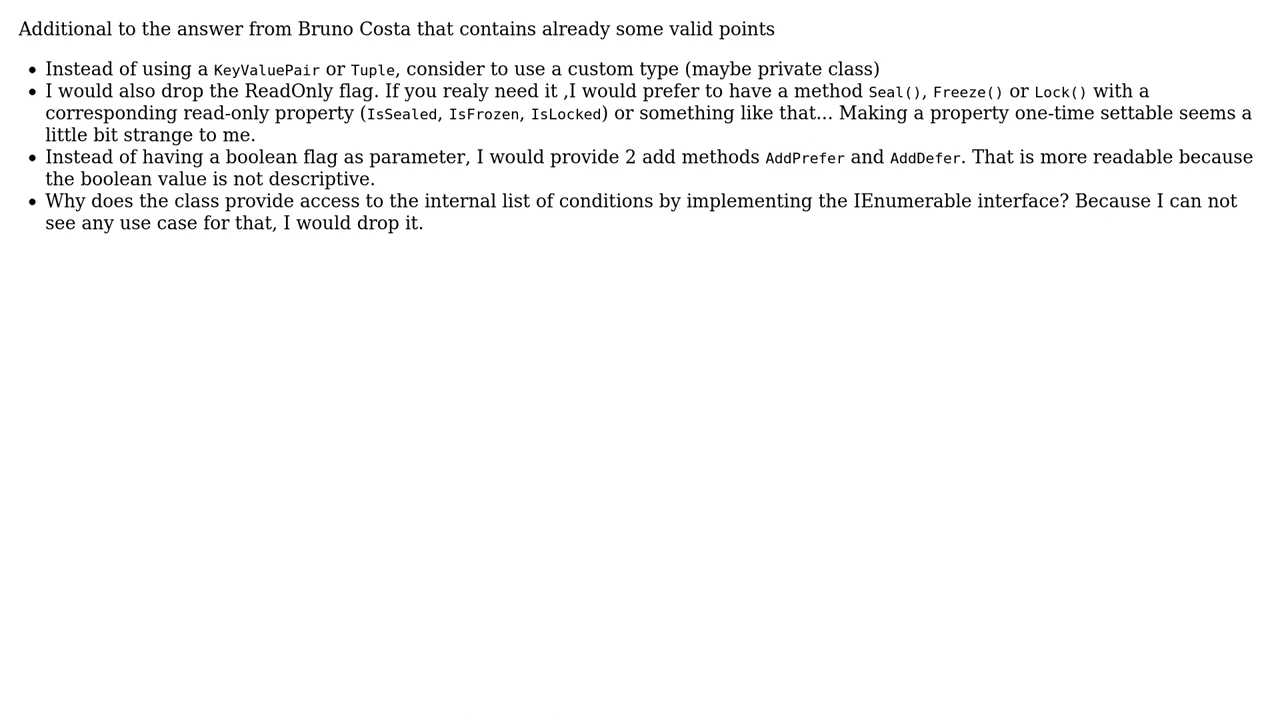 Additional to the answer from Bruno Costa that contains already some valid points
• Instead of using a KeyValuePair or Tuple, consider to use a custom type (maybe private class)
• I would also drop the ReadOnly flag. If you realy need it ,I would prefer to have a method Seal(), Freeze() or Lock() with a
corresponding read-only property (IsSealed, IsFrozen, IsLocked) or something like that... Making a property one-time settable seems a
little bit strange to me.
• Instead of having a boolean flag as parameter, I would provide 2 add methods AddPrefer and AddDefer. That is more readable because
the boolean value is not descriptive.
• Why does the class provide access to the internal list of conditions by implementing the IEnumerable interface? Because I can not
see any use case for that, I would drop it.